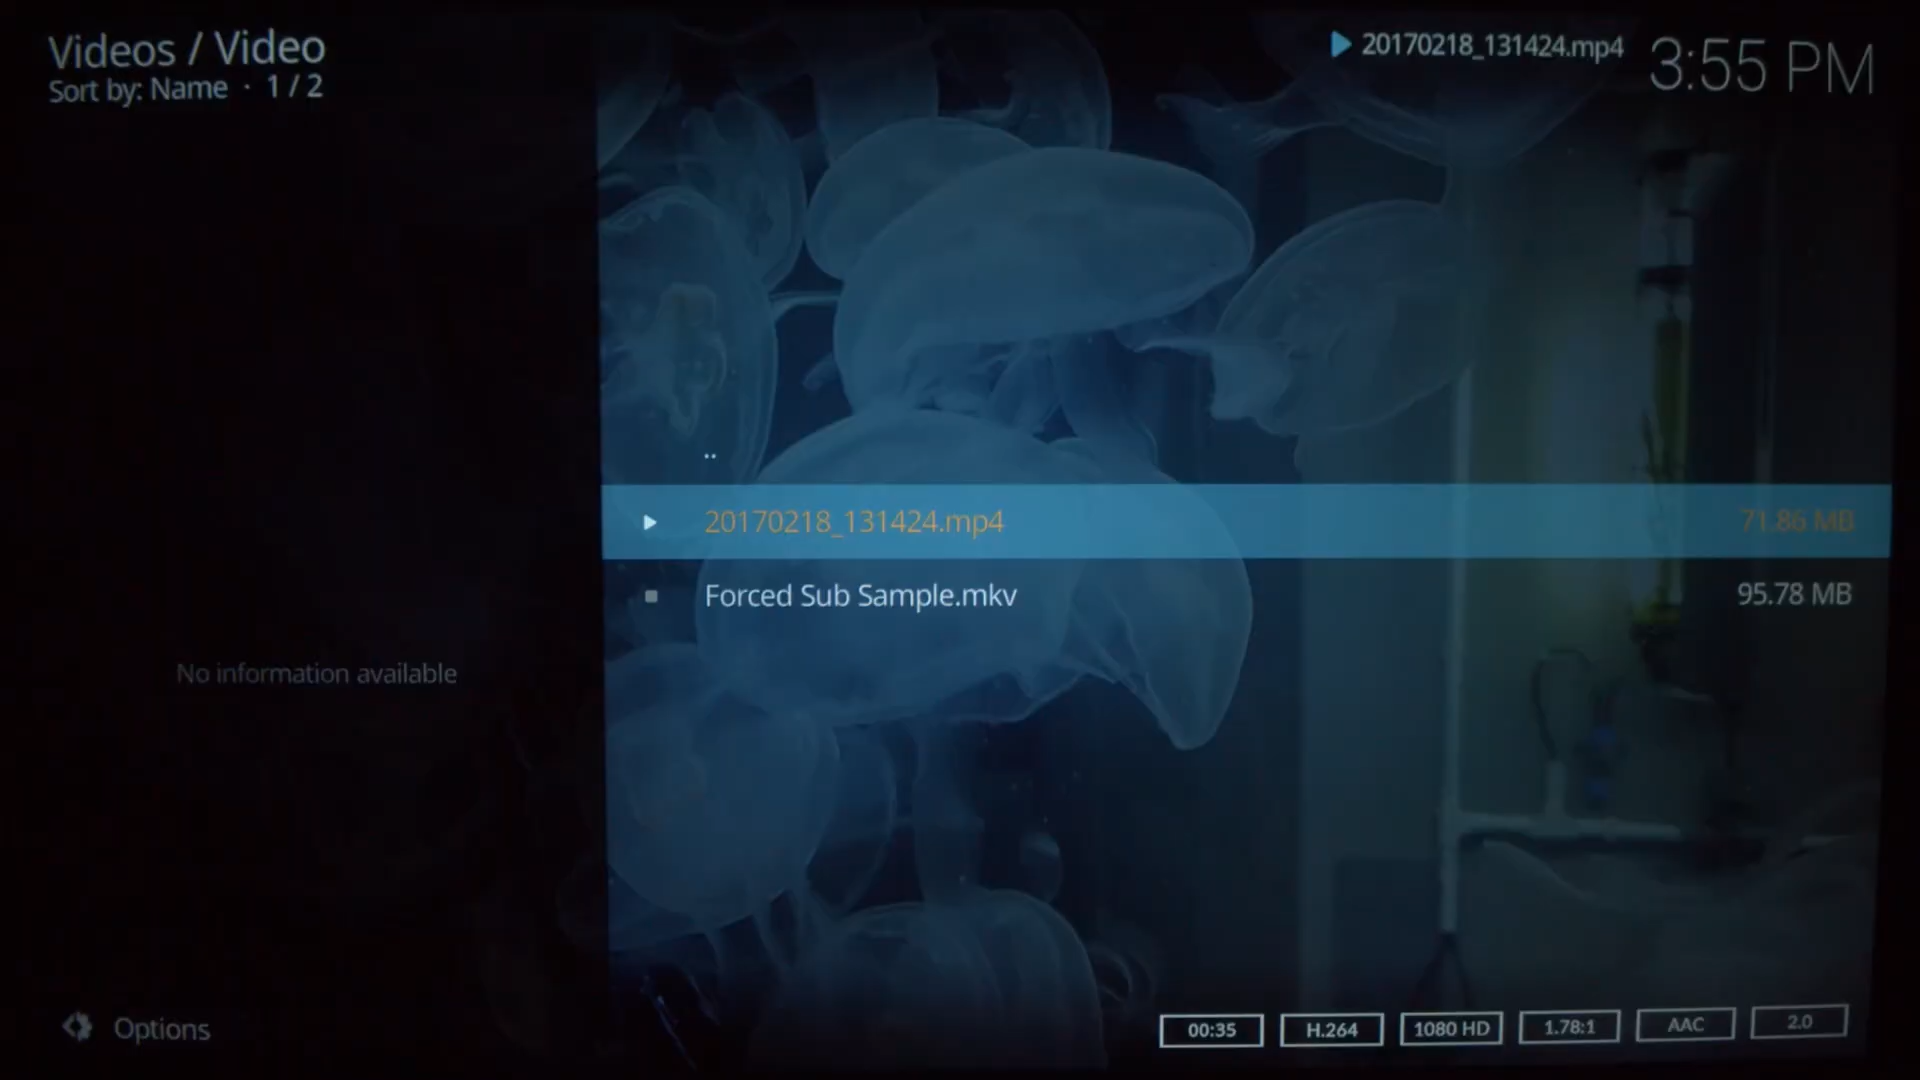 Videos / Video
Sort by: Name · 1 / 2
20170218_131424.mp4
3:55 PM
..
20170218_131424.mp4 71.86 MB
Forced Sub Sample.mkv 95.78 MB
No information available
Options
00:35 H.264 1080 HD 1.78:1 AAC 2.0